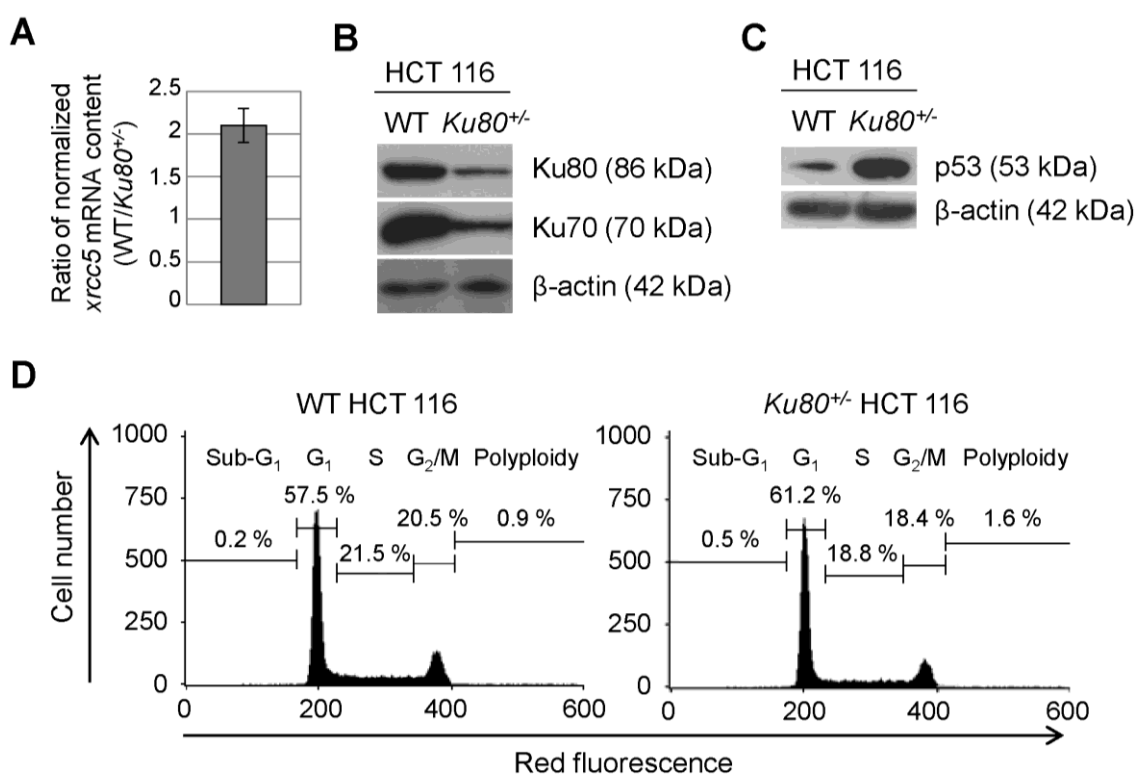 A
Ratio of normalized
xrcc5 mRNA content
(WT/Ku80+/-)
2.5
2
1.5
1
0.5
0
B
HCT 116
WT Ku80+/-
Ku80 (86 kDa)
Ku70 (70 kDa)
β-actin (42 kDa)
C
HCT 116
WT Ku80+/-
p53 (53 kDa)
β-actin (42 kDa)
D
Cell number
WT HCT 116
1000
750
500
250
0
Sub-G1 G1 S G2/M Polyploidy
57.5 %
20.5 % 0.9 %
0.2 %
21.5 %
0 200 400 600
Ku80+/- HCT 116
1000
750
500
250
0
Sub-G1 G1 S G2/M Polyploidy
61.2 %
18.4 % 1.6 %
0.5 %
18.8 %
0 200 400 600
Red fluorescence